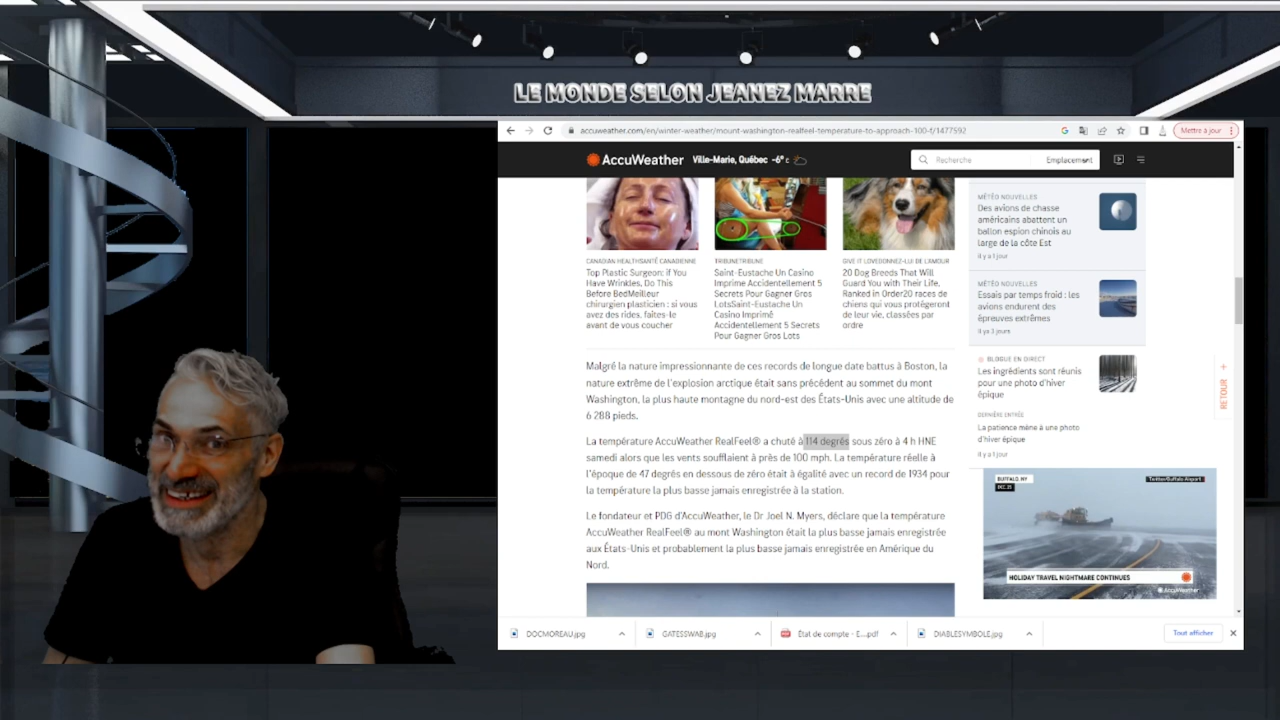 LE MONDE SELON JEANEZ MARRE
accuweather.com/en/winter-weather/mount-washington-realfeel-temperature-to-approach-100-f/1477592
Mettre à jour
AccuWeather
Ville-Marie, Québec -6° c
Recherche
Emplacement
CANADIAN HEALTHSANTÉ CANADIENNE
Top Plastic Surgeon: if You
Have Wrinkles, Do This
Before BedMeilleur
chirurgien plasticien : si vous
avez des rides, faites-le
avant de vous coucher
TRIBUNETRIBUNE
Saint-Eustache Un Casino
Imprime Accidentellement 5
Secrets Pour Gagner Gros
LotsSaint-Eustache Un
Casino Imprimé
Accidentellement 5 Secrets
Pour Gagner Gros Lots
GIVE IT LOVEDONNEZ-LUI DE L'AMOUR
20 Dog Breeds That Will
Guard You with Their Life,
Ranked in Order20 races de
chiens qui vous protégeront
de leur vie, classées par
ordre
Malgré la nature impressionnante de ces records de longue date battus à Boston, la
nature extrême de l'explosion arctique était sans précédent au sommet du mont
Washington, la plus haute montagne du nord-est des États-Unis avec une altitude de
6 288 pieds.
La température AccuWeather RealFeel® a chuté à 114 degrés sous zéro à 4 h HNE
samedi alors que les vents soufflaient à près de 100 mph. La température réelle à
l'époque de 47 degrés en dessous de zéro était à égalité avec un record de 1934 pour
la température la plus basse jamais enregistrée à la station.
Le fondateur et PDG d'AccuWeather, le Dr Joel N. Myers, déclare que la température
AccuWeather RealFeel® au mont Washington était la plus basse jamais enregistrée
aux États-Unis et probablement la plus basse jamais enregistrée en Amérique du
Nord.
MÉTÉO NOUVELLES
Des avions de chasse
américains abattent un
ballon espion chinois au
large de la côte Est
il y a 1 jour
MÉTÉO NOUVELLES
Essais par temps froid : les
avions endurent des
épreuves extrêmes
il y a 3 jours
BLOGUE EN DIRECT
Les ingrédients sont réunis
pour une photo d'hiver
épique
DERNIÈRE ENTRÉE
La patience mène à une photo
d'hiver épique
il y a 1 jour
RETOUR +
BUFFALO, NY
DEC. 25
Twitter/Buffalo Airport
HOLIDAY TRAVEL NIGHTMARE CONTINUES
AccuWeather
DOCMOREAU.jpg
GATESSWAB.jpg
État de compte - E....pdf
DIABLESYMBOLE.jpg
Tout afficher